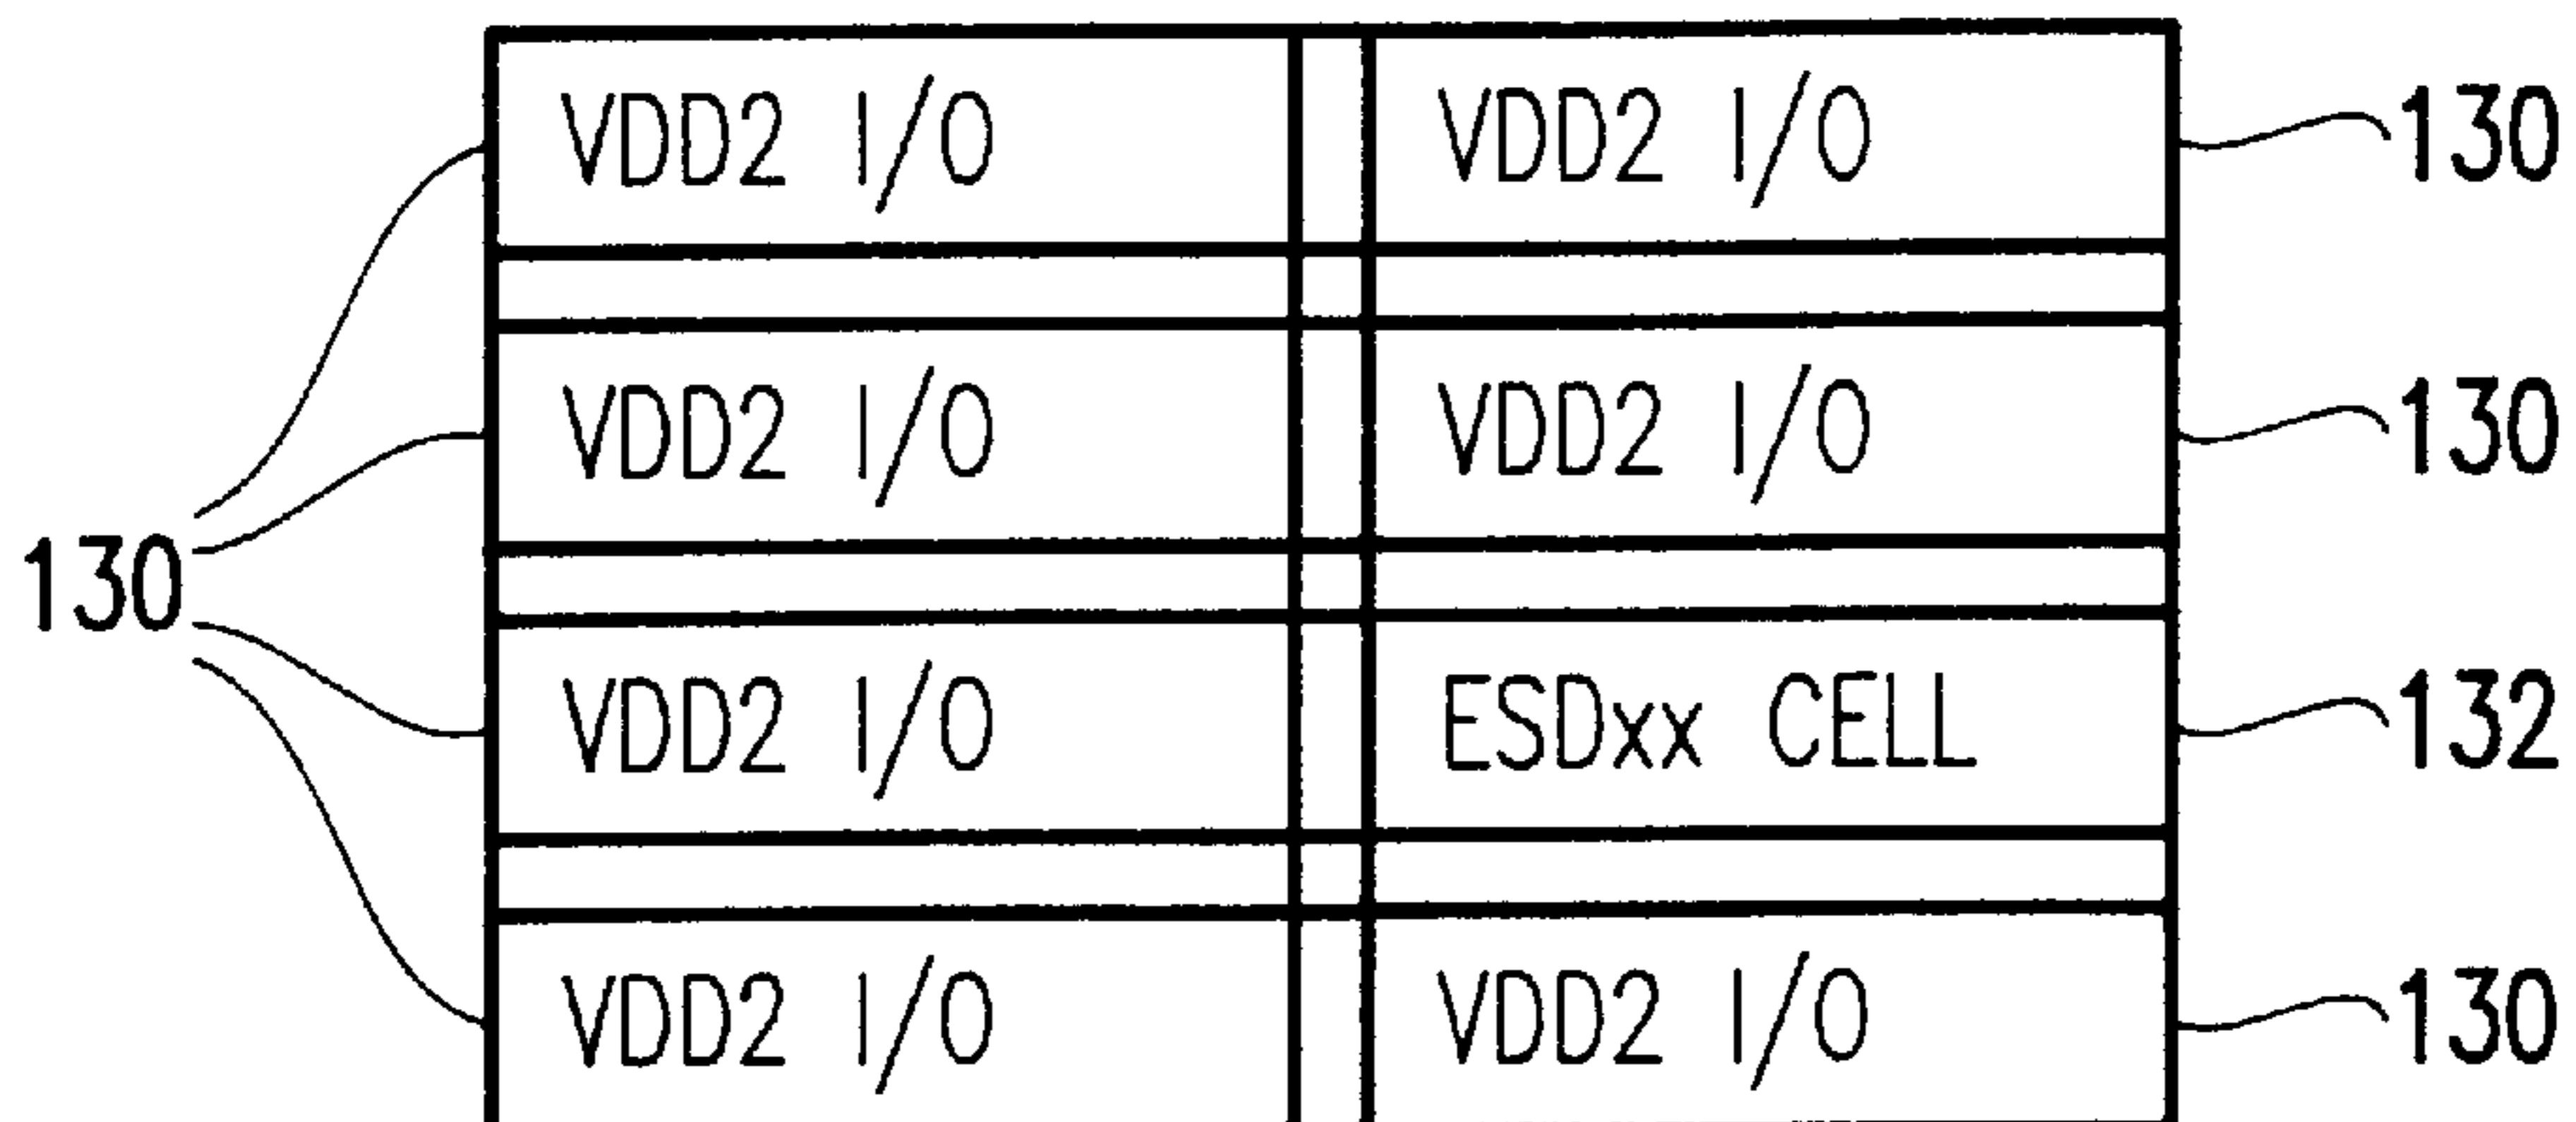 VDD2 I/O VDD2 I/O 130
VDD2 I/O VDD2 I/O 130
130
VDD2 I/O ESDxx CELL 132
VDD2 I/O VDD2 I/O 130